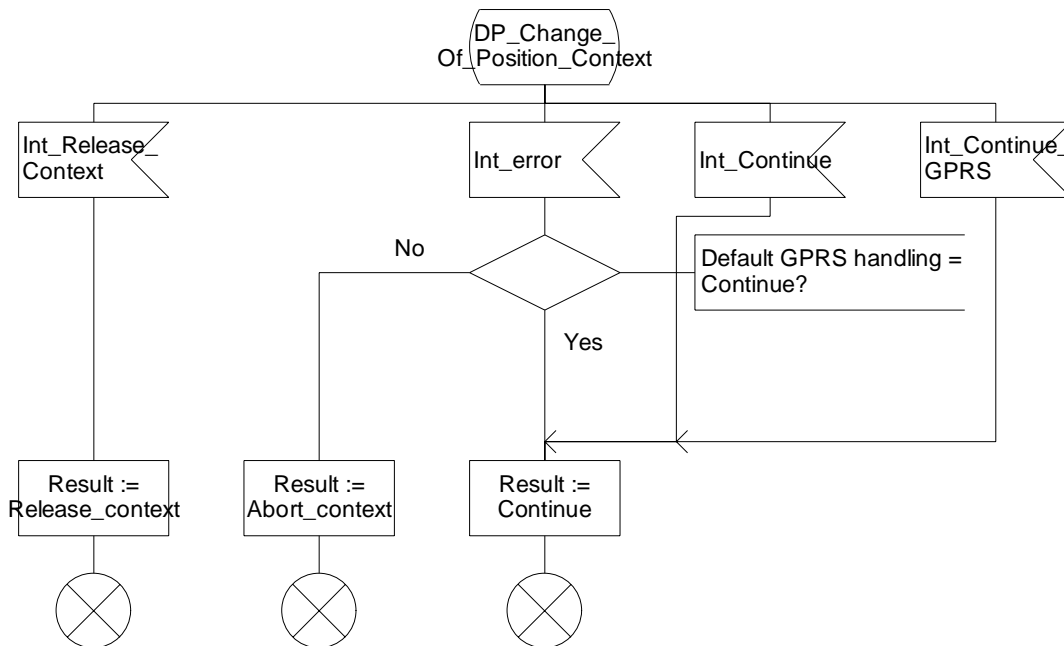 DP_Change_
Of_Position_Context
Int_Release_
Context
Int_error
Int_Continue
Int_Continue_
GPRS
No
Default GPRS handling =
Continue?
Yes
Result :=
Release_context
Result :=
Abort_context
Result :=
Continue